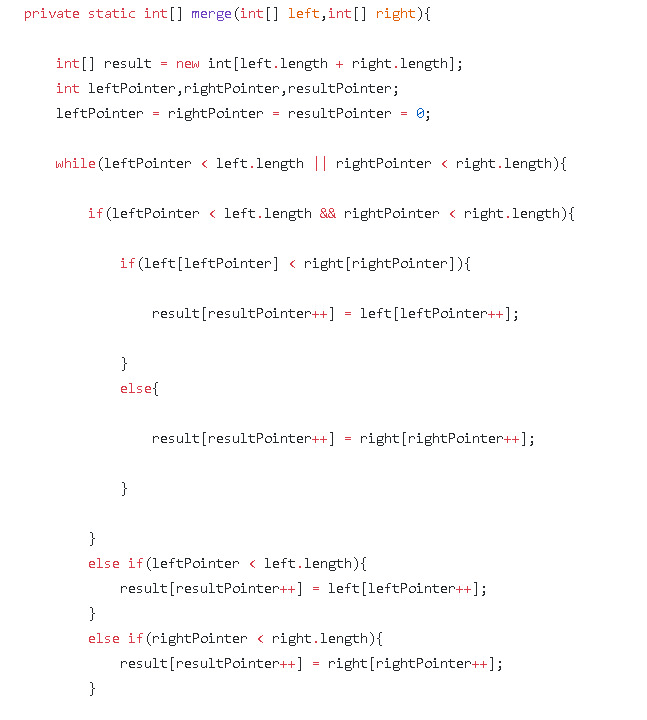 private static int[] merge(int[] left,int[] right){
int[] result = new int[left.length + right.length];
int leftPointer,rightPointer,resultPointer;
leftPointer = rightPointer = resultPointer = 0;
while(leftPointer < left.length || rightPointer < right.length){
if(leftPointer < left.length && rightPointer < right.length){
if(left[leftPointer] < right[rightPointer]){
result[resultPointer++] = left[leftPointer++];
}
else{
result[resultPointer++] = right[rightPointer++];
}
}
else if(leftPointer < left.length){
result[resultPointer++] = left[leftPointer++];
}
else if(rightPointer < right.length){
result[resultPointer++] = right[rightPointer++];
}